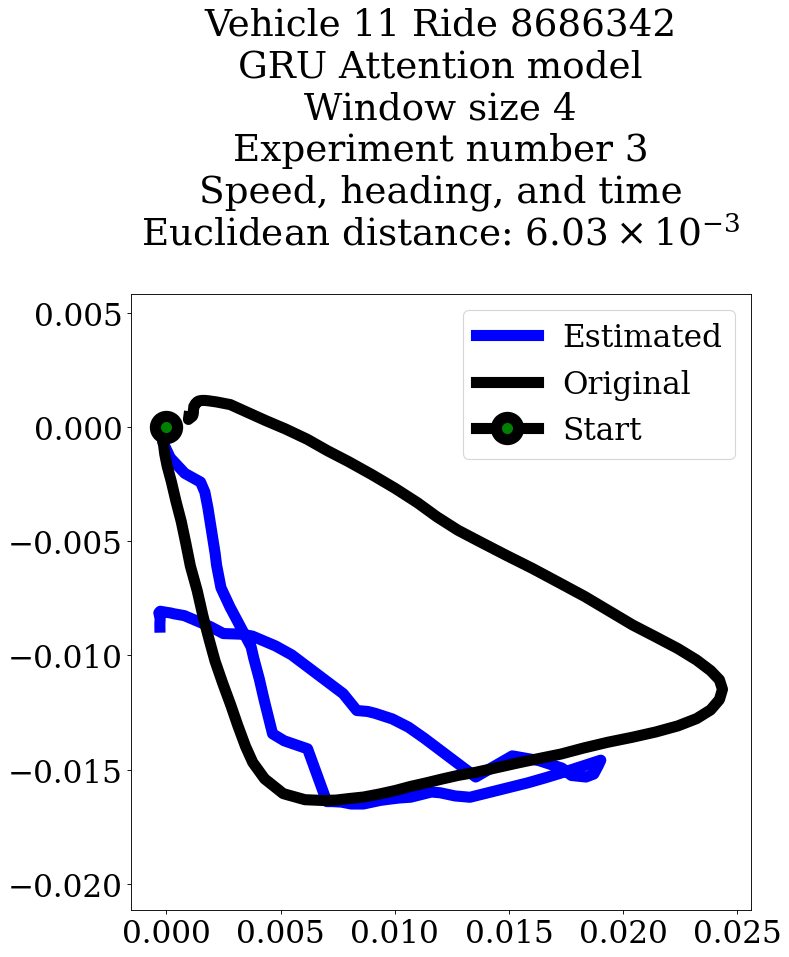 Vehicle 11 Ride 8686342
GRU Attention model
Window size 4
Experiment number 3
Speed, heading, and time
Euclidean distance: 6.03 × 10⁻³
Estimated
Original
Start
0.005
0.000
−0.005
−0.010
−0.015
−0.020
0.000 0.005 0.010 0.015 0.020 0.025